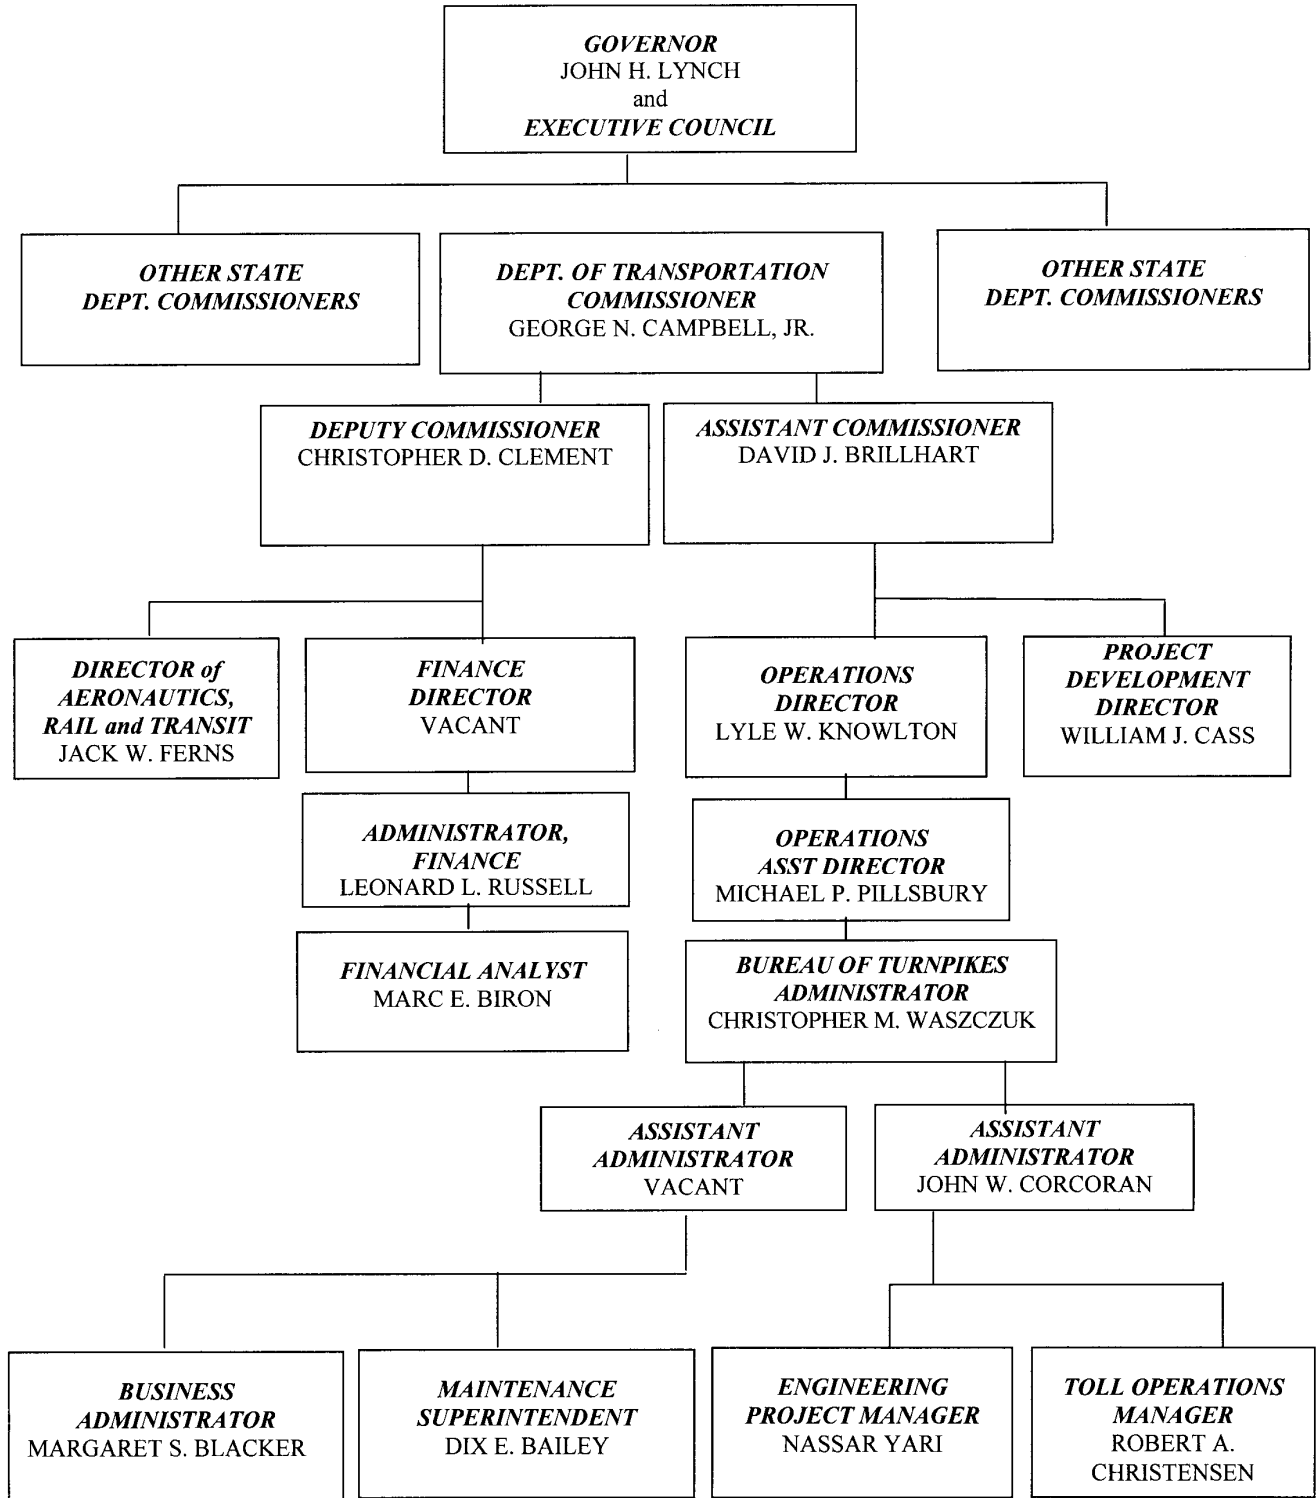 GOVERNOR
JOHN H. LYNCH
and
EXECUTIVE COUNCIL
OTHER STATE
DEPT. COMMISSIONERS
DEPT. OF TRANSPORTATION
COMMISSIONER
GEORGE N. CAMPBELL, JR.
OTHER STATE
DEPT. COMMISSIONERS
DEPUTY COMMISSIONER
CHRISTOPHER D. CLEMENT
ASSISTANT COMMISSIONER
DAVID J. BRILLHART
DIRECTOR of
AERONAUTICS,
RAIL and TRANSIT
JACK W. FERNS
FINANCE
DIRECTOR
VACANT
OPERATIONS
DIRECTOR
LYLE W. KNOWLTON
PROJECT
DEVELOPMENT
DIRECTOR
WILLIAM J. CASS
ADMINISTRATOR,
FINANCE
LEONARD L. RUSSELL
OPERATIONS
ASST DIRECTOR
MICHAEL P. PILLSBURY
FINANCIAL ANALYST
MARC E. BIRON
BUREAU OF TURNPIKES
ADMINISTRATOR
CHRISTOPHER M. WASZCZUK
ASSISTANT
ADMINISTRATOR
VACANT
ASSISTANT
ADMINISTRATOR
JOHN W. CORCORAN
BUSINESS
ADMINISTRATOR
MARGARET S. BLACKER
MAINTENANCE
SUPERINTENDENT
DIX E. BAILEY
ENGINEERING
PROJECT MANAGER
NASSAR YARI
TOLL OPERATIONS
MANAGER
ROBERT A.
CHRISTENSEN